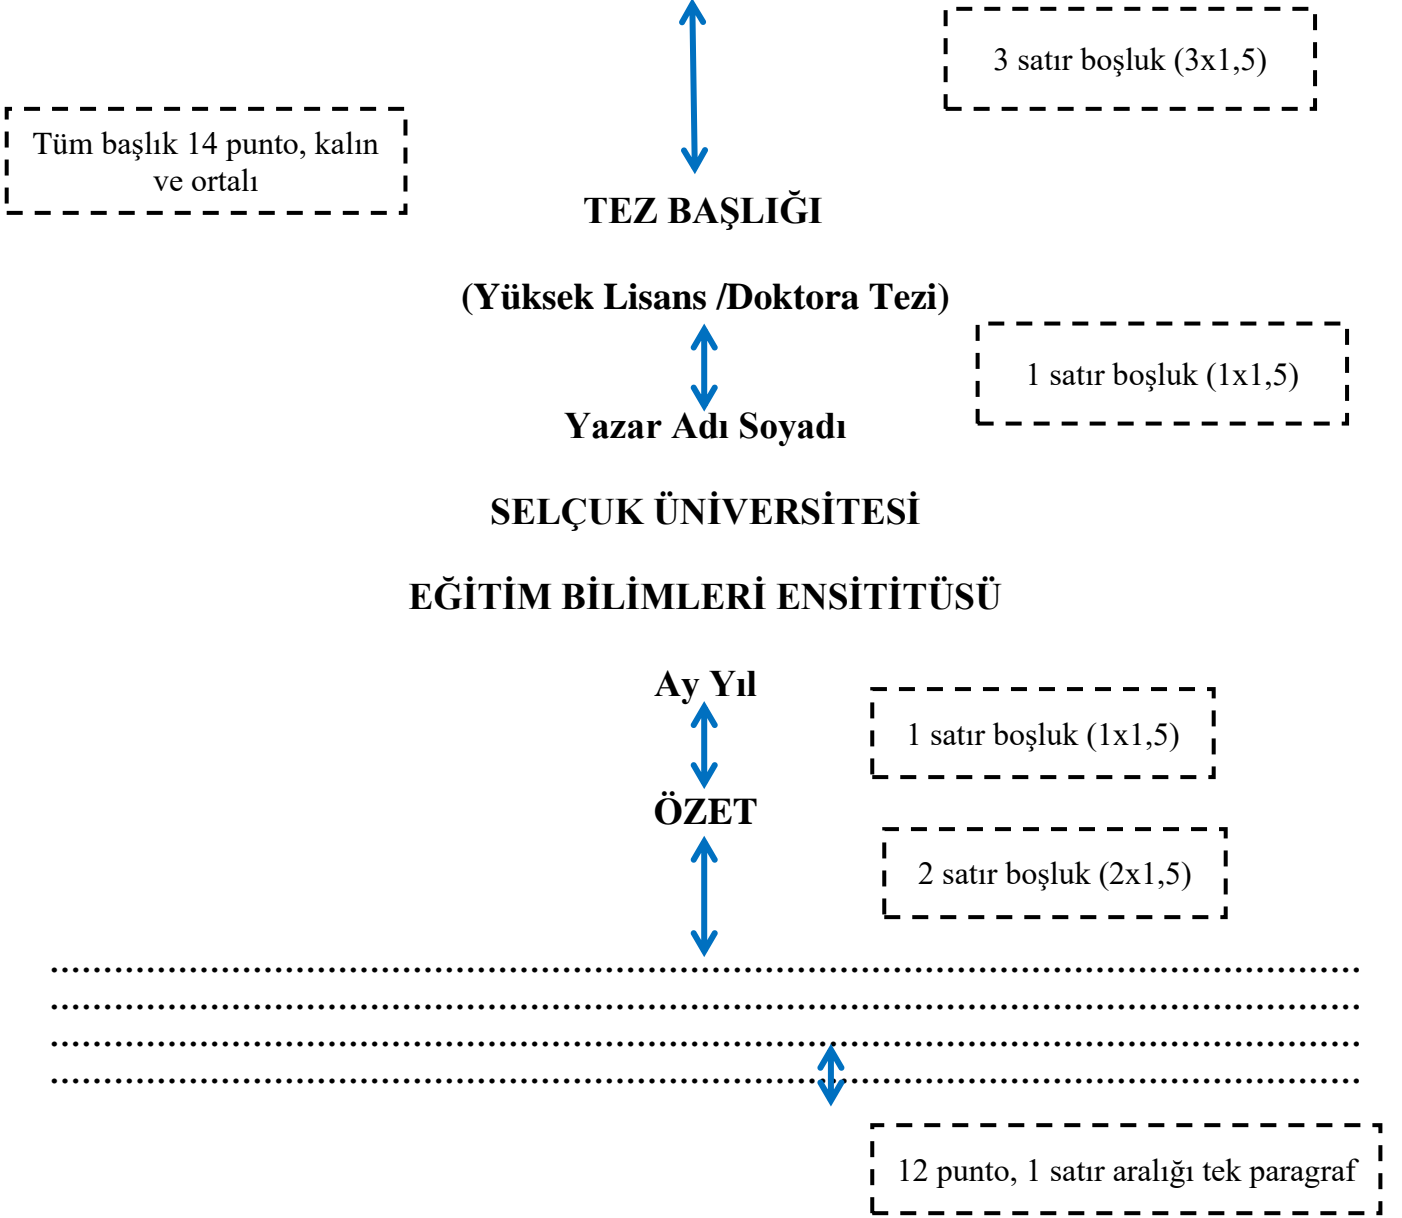 3 satır boşluk (3x1,5)
Tüm başlık 14 punto, kalın
ve ortalı
TEZ BAŞLIĞI
(Yüksek Lisans /Doktora Tezi)
1 satır boşluk (1x1,5)
Yazar Adı Soyadı
SELÇUK ÜNİVERSİTESİ
EĞİTİM BİLİMLERİ ENSİTİTÜSÜ
Ay Yıl
1 satır boşluk (1x1,5)
ÖZET
2 satır boşluk (2x1,5)
12 punto, 1 satır aralığı tek paragraf